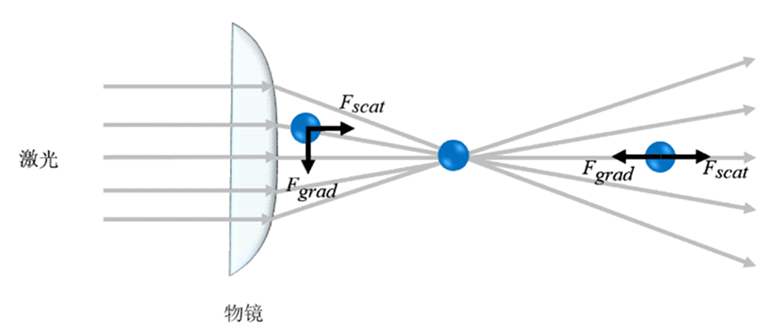 F_scat
激光
F_grad
F_grad
F_scat
物镜